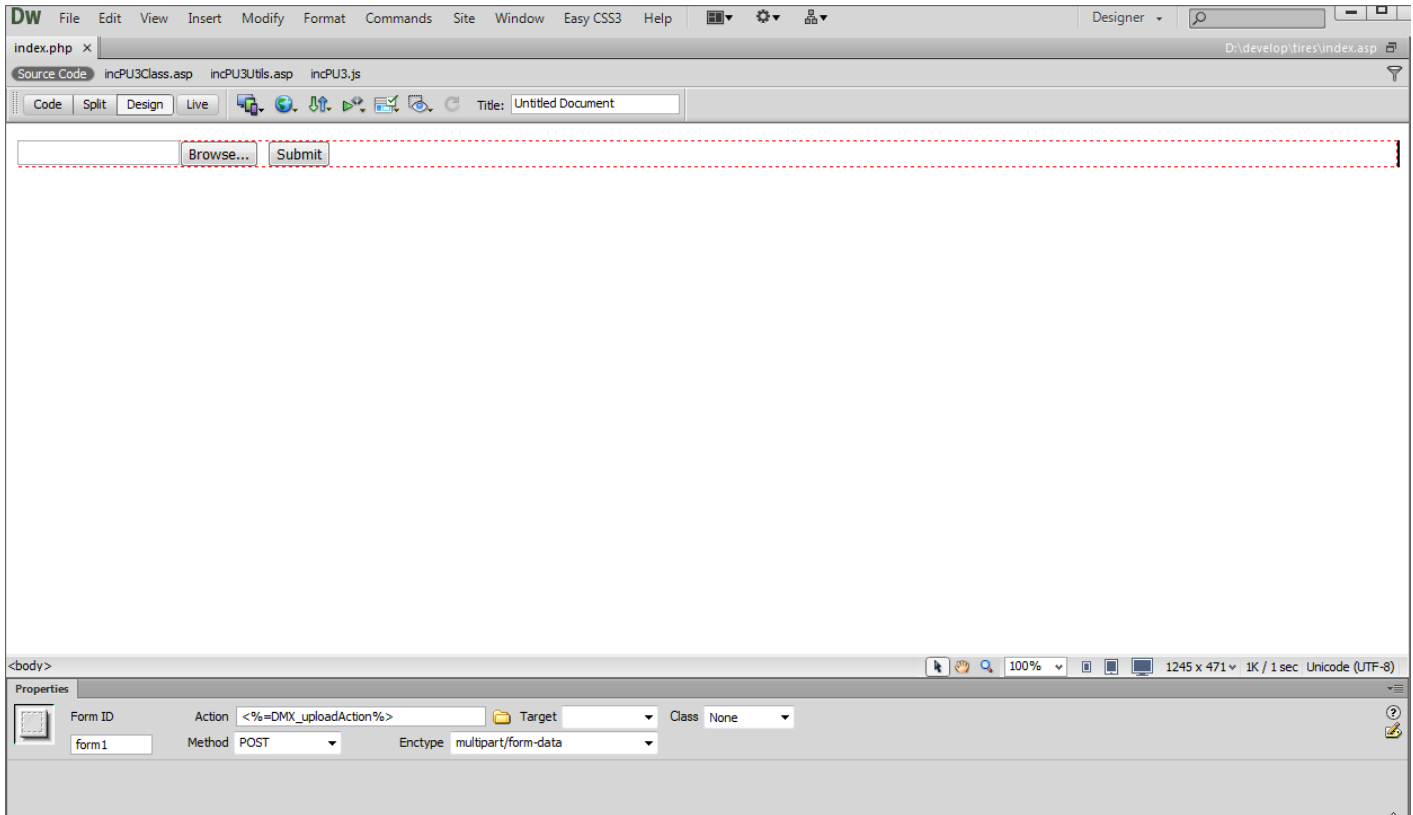 DW File Edit View Insert Modify Format Commands Site Window Easy CSS3 Help Designer
index.php × D:\develop\tires\index.asp
Source Code incPU3Class.asp incPU3Utils.asp incPU3.js
Code Split Design Live Title: Untitled Document
Browse... Submit
<body> 100% 1245 x 471 1K / 1 sec Unicode (UTF-8)
Properties
Form ID Action <%=DMX_uploadAction%> Target Class None
form1 Method POST Enctype multipart/form-data